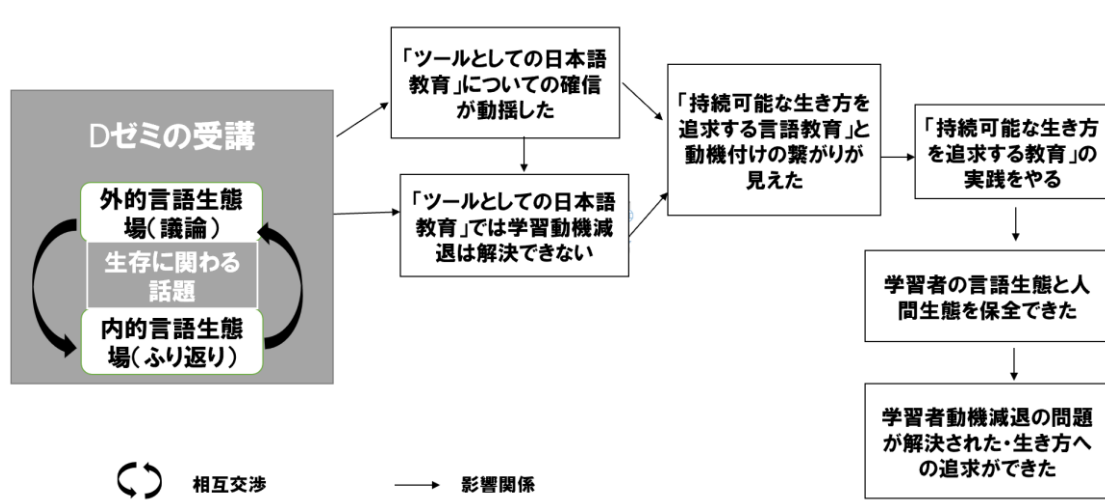 Dゼミの受講
外的言語生態
場(議論)
生存に関わる
話題
内的言語生態
場(ふり返り)
「ツールとしての日本語
教育」についての確信
が動揺した
「ツールとしての日本語
教育」では学習動機減
退は解決できない
「持続可能な生き方を
追求する言語教育」と
動機付けの繋がりが
見えた
「持続可能な生き方
を追求する教育」の
実践をやる
学習者の言語生態と人
間生態を保全できた
学習者動機減退の問題
が解決された・生き方へ
の追求ができた
相互交渉
影響関係